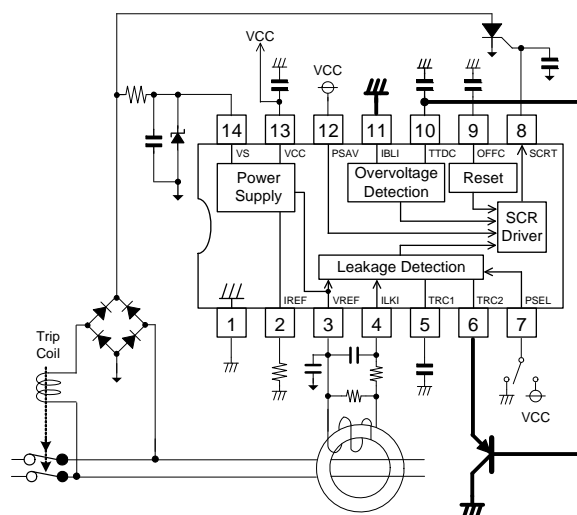 VCC
VCC
14
13
12
11
10
9
8
VS
VCC
PSAV
IBLI
TTDC
OFFC
SCRT
Power
Supply
Overvoltage
Detection
Reset
SCR
Driver
Leakage Detection
IREF
VREF
ILKI
TRC1
TRC2
PSEL
1
2
3
4
5
6
7
Trip
Coil
VCC